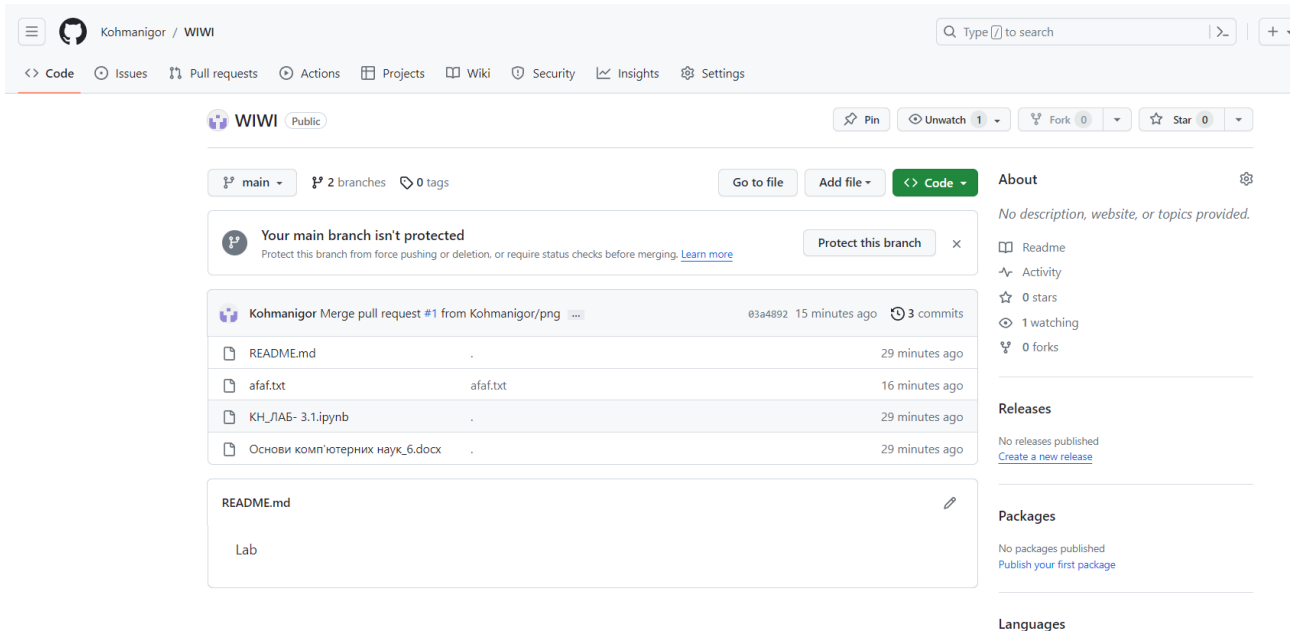 Kohmanigor / WIWI
Type / to search
Code Issues Pull requests Actions Projects Wiki Security Insights Settings
WIWI Public
Pin Unwatch 1 Fork 0 Star 0
main 2 branches 0 tags Go to file Add file Code
Your main branch isn't protected
Protect this branch from force pushing or deletion, or require status checks before merging. Learn more
Protect this branch
Kohmanigor Merge pull request #1 from Kohmanigor/png ... 03a4892 15 minutes ago 3 commits
README.md . 29 minutes ago
afaf.txt afaf.txt 16 minutes ago
КН_ЛАБ- 3.1.ipynb . 29 minutes ago
Основи комп'ютерних наук_6.docx . 29 minutes ago
README.md
Lab
About
No description, website, or topics provided.
Readme
Activity
0 stars
1 watching
0 forks
Releases
No releases published
Create a new release
Packages
No packages published
Publish your first package
Languages